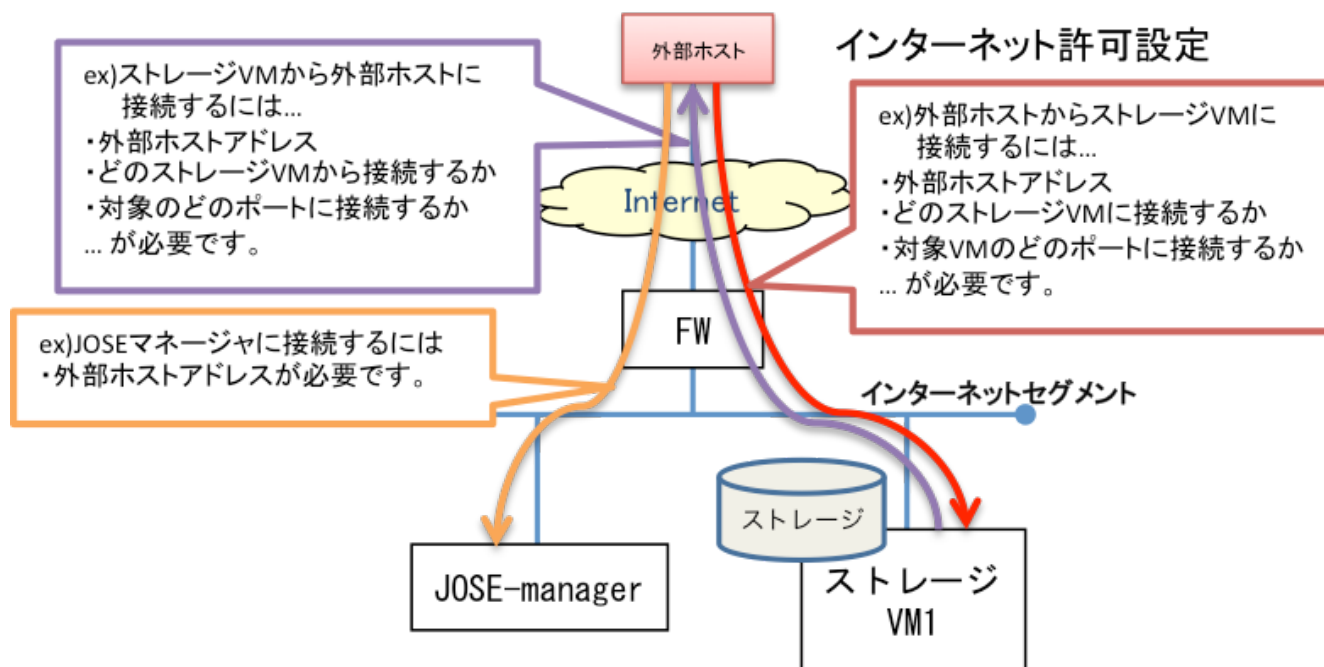 外部ホスト
インターネット許可設定
ex)ストレージVMから外部ホストに
接続するには…
・外部ホストアドレス
・どのストレージVMから接続するか
・対象のどのポートに接続するか
… が必要です。
ex)外部ホストからストレージVMに
接続するには…
・外部ホストアドレス
・どのストレージVMに接続するか
・対象VMのどのポートに接続するか
… が必要です。
Internet
FW
ex)JOSEマネージャに接続するには
・外部ホストアドレスが必要です。
インターネットセグメント
ストレージ
JOSE-manager
ストレージ
VM1